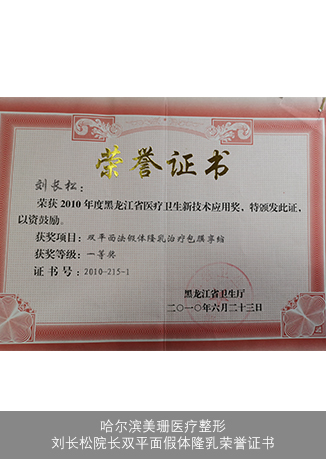 荣誉证书
刘长松：
荣获2010年度黑龙江省医疗卫生新技术应用奖，特颁发此证，
以资鼓励。
获奖项目：双平面法假体隆乳治疗包膜挛缩
获奖等级：一等奖
证书号：2010-215-1
黑龙江省卫生厅
二〇一〇年六月二十三日
哈尔滨美珊医疗整形
刘长松院长双平面假体隆乳荣誉证书